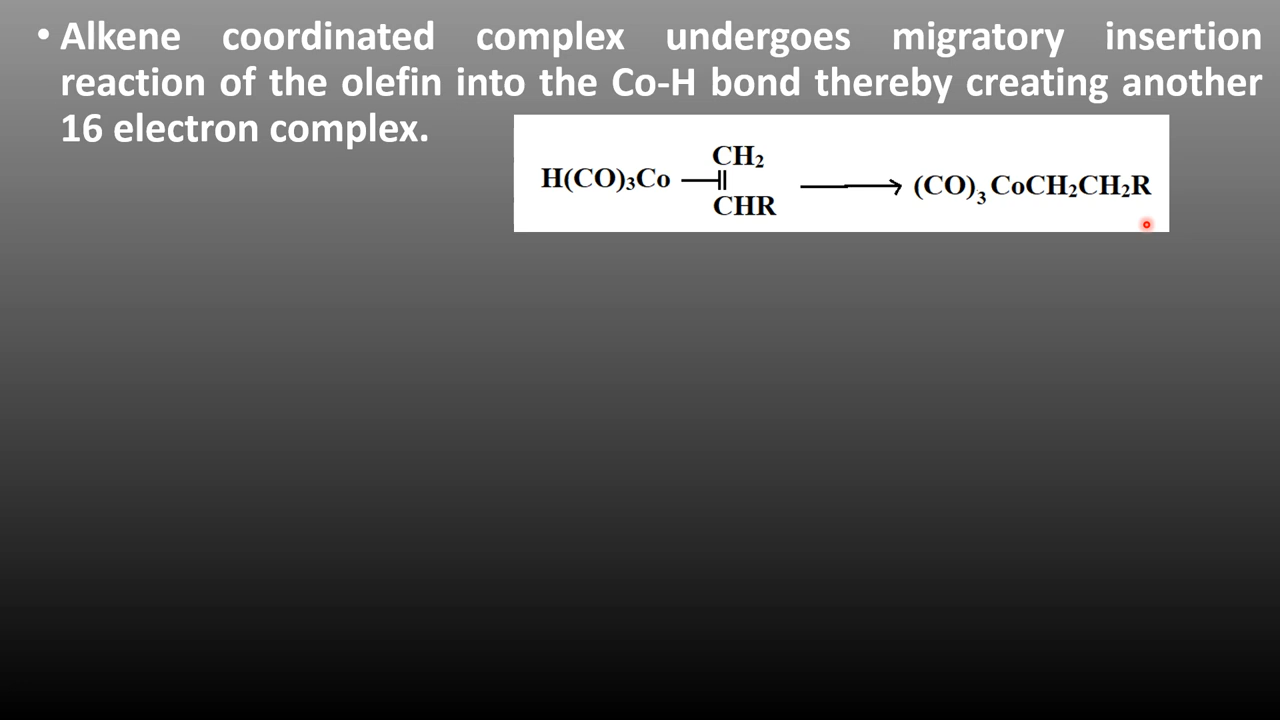 • Alkene coordinated complex undergoes migratory insertion
reaction of the olefin into the Co-H bond thereby creating another
16 electron complex.
CH₂
H(CO)₃Co
CHR
(CO)₃ CoCH₂CH₂R